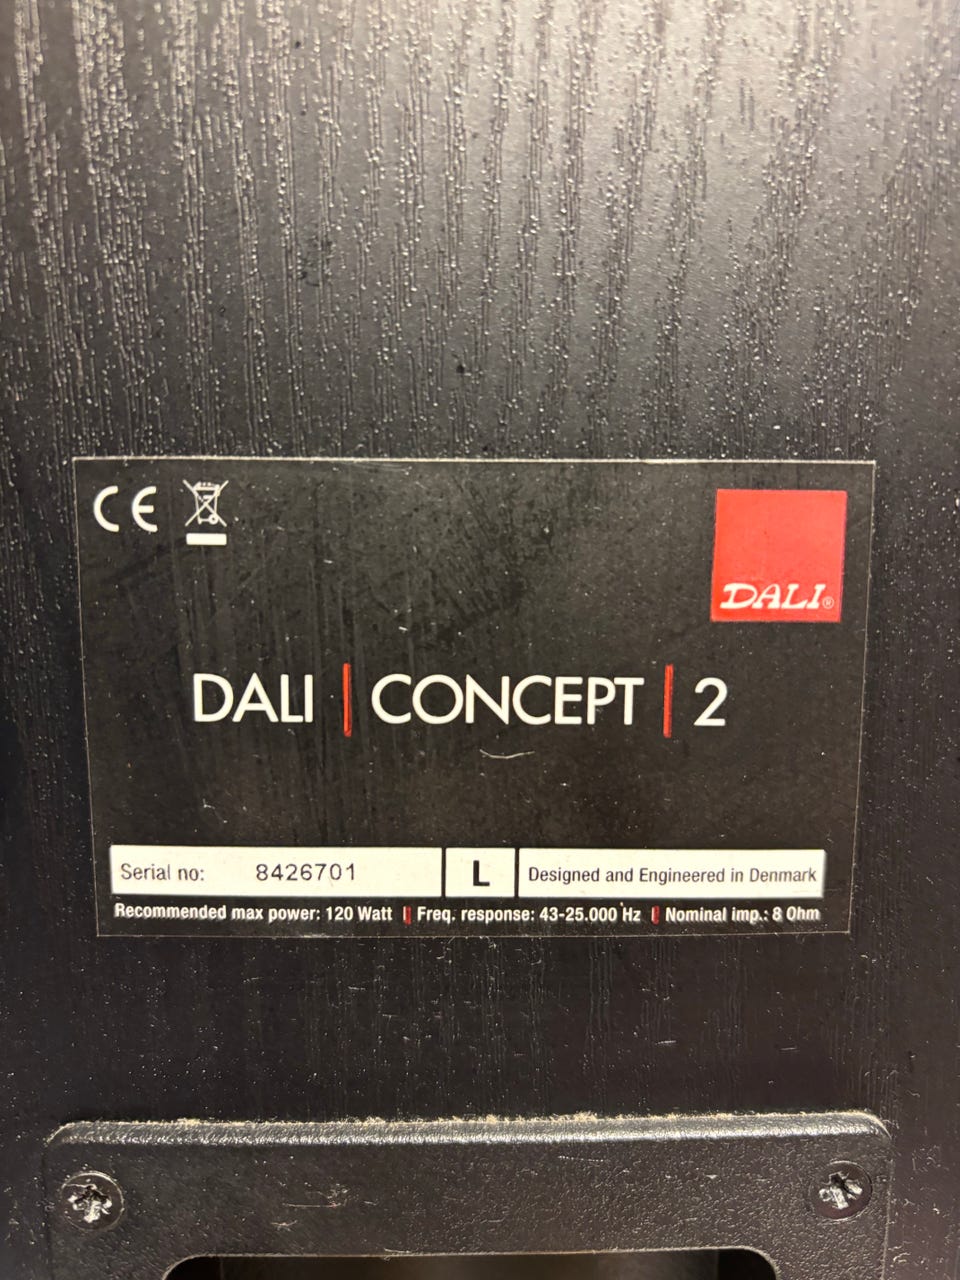 CE
DALI®
DALI | CONCEPT | 2
Serial no: 8426701 L Designed and Engineered in Denmark
Recommended max power: 120 Watt | Freq. response: 43-25.000 Hz | Nominal imp.: 8 Ohm